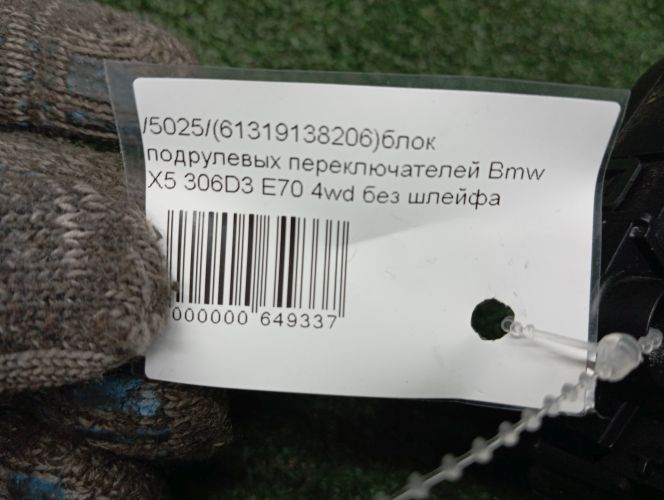 /5025/(61319138206)блок
подрулевых переключателей Bmw
X5 306D3 E70 4wd без шлейфа
000000 649337